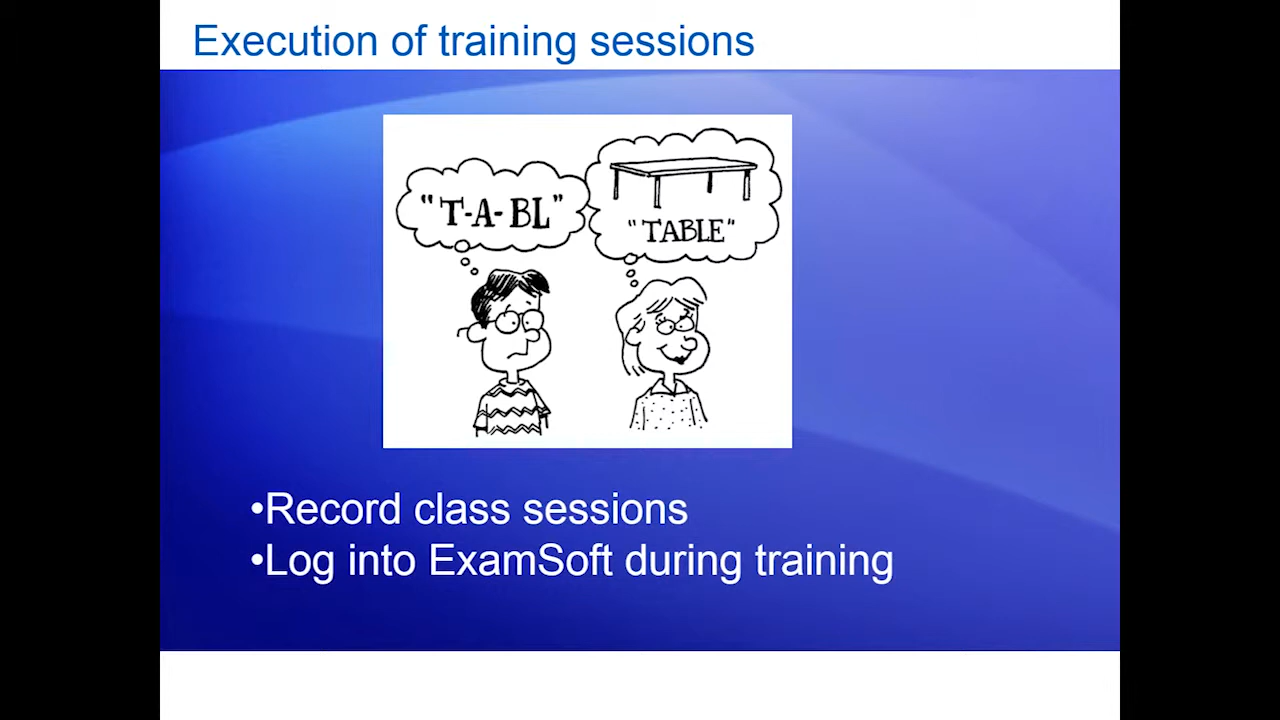 Execution of training sessions
"T-A-BL"
"TABLE"
•Record class sessions
•Log into ExamSoft during training